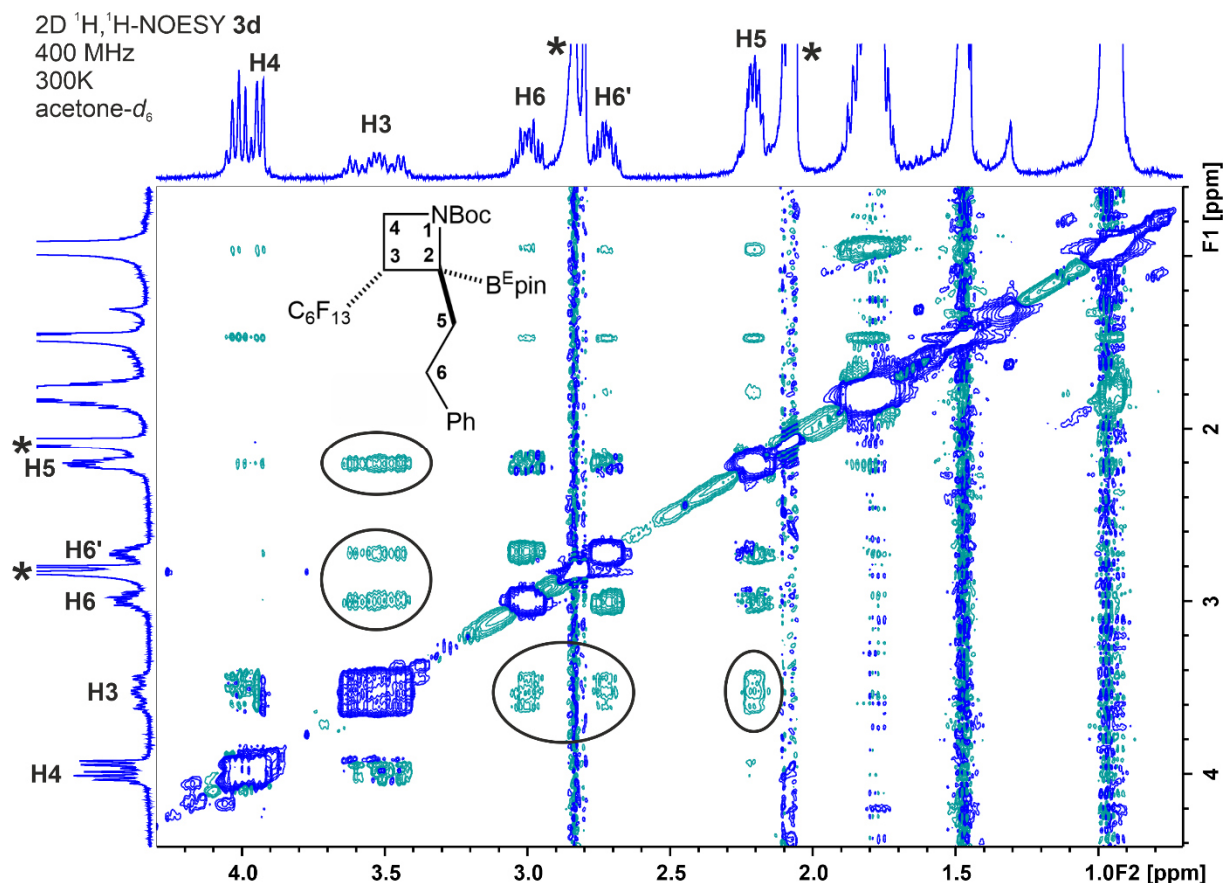 2D ¹H,¹H-NOESY 3d
400 MHz
300K
acetone-d₆
H4
H3
H6
*
H6'
H5
*
NBoc
1
4
3
2
BᴱPin
C₆F₁₃
5
6
Ph
*
H5
H6'
*
H6
H3
H4
F1 [ppm]
2
3
4
4.0 3.5 3.0 2.5 2.0 1.5 1.0 F2 [ppm]